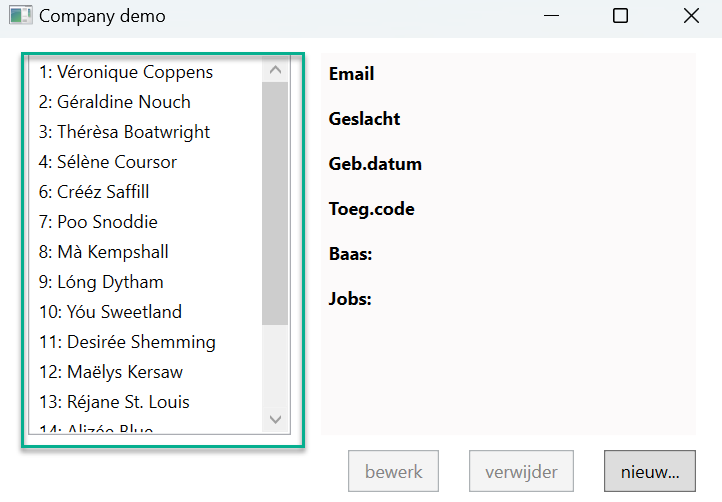 Company demo
1: Véronique Coppens
2: Géraldine Nouch
3: Thérèsa Boatwright
4: Sélène Coursor
6: Crééz Saffill
7: Poo Snoddie
8: Mà Kempshall
9: Lóng Dytham
10: Yóu Sweetland
11: Desirée Shemming
12: Maëlys Kersaw
13: Réjane St. Louis
14: Alizée Blue
Email
Geslacht
Geb.datum
Toeg.code
Baas:
Jobs:
bewerk
verwijder
nieuw...